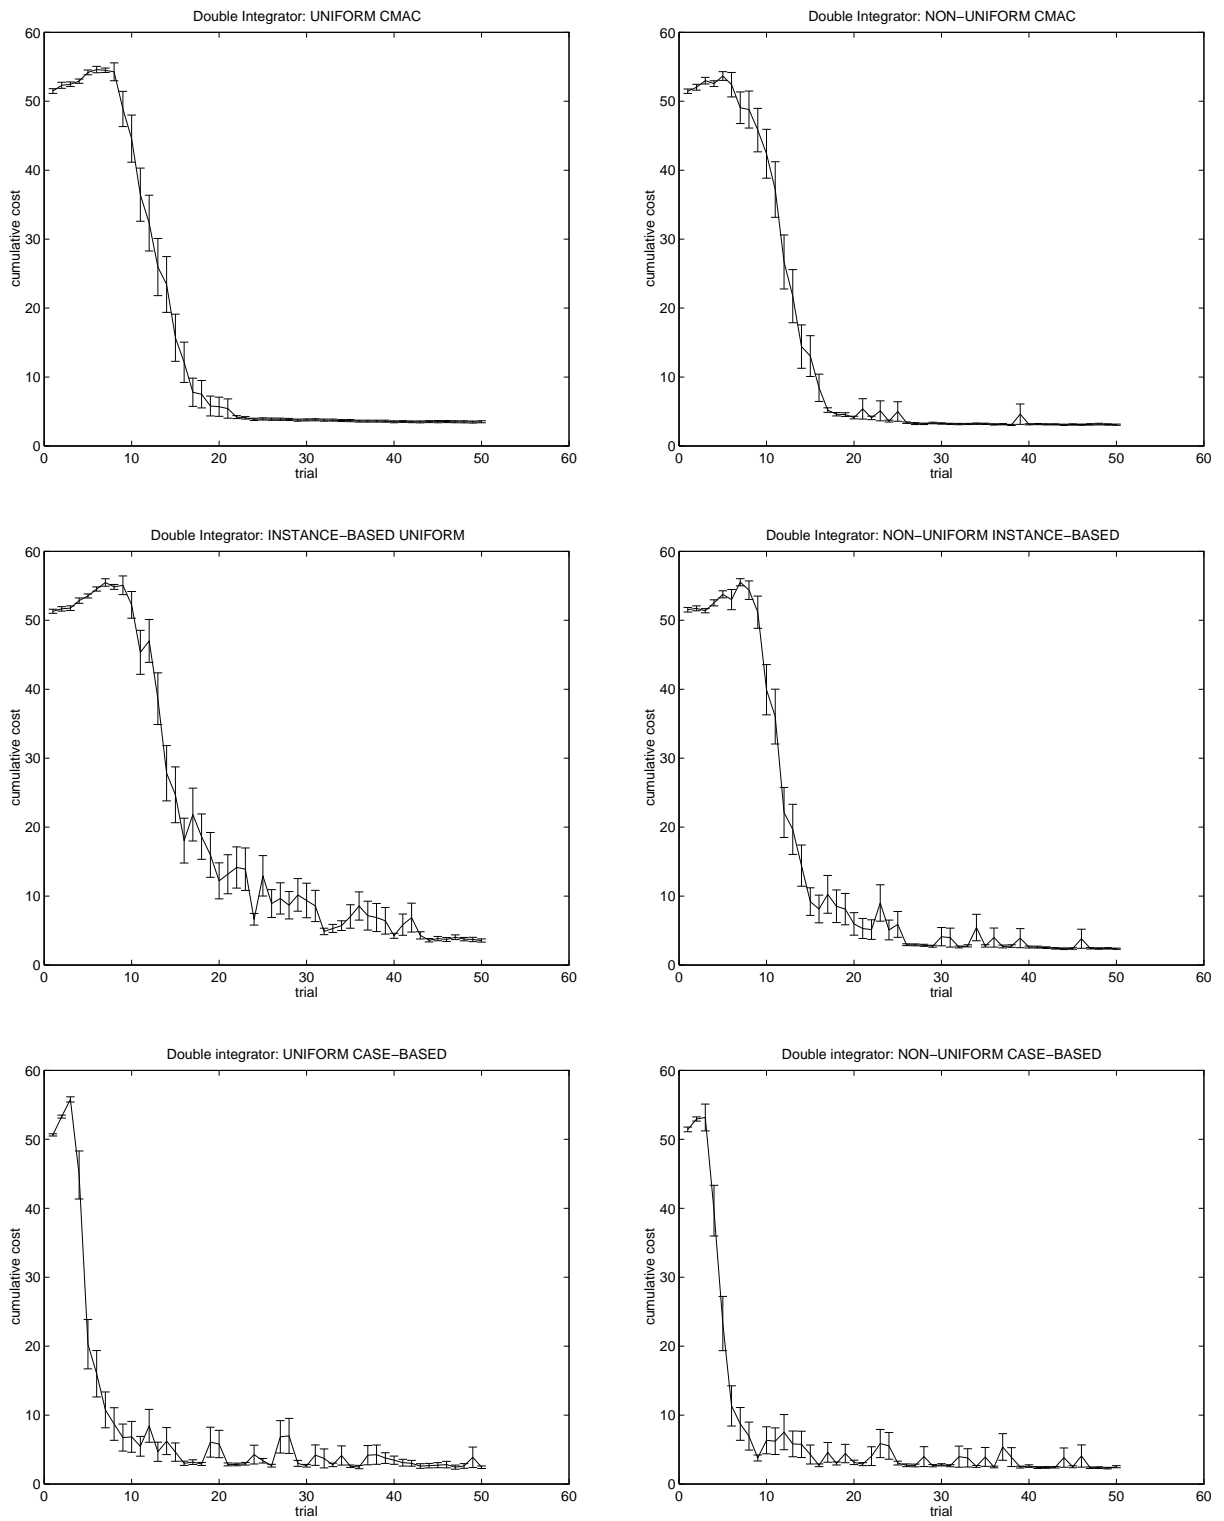 Double Integrator: UNIFORM CMAC
60
50
40
30
20
10
0
cumulative cost
0 10 20 30 40 50 60
trial
Double Integrator: NON−UNIFORM CMAC
60
50
40
30
20
10
0
cumulative cost
0 10 20 30 40 50 60
trial
Double Integrator: INSTANCE−BASED UNIFORM
60
50
40
30
20
10
0
cumulative cost
0 10 20 30 40 50 60
trial
Double Integrator: NON−UNIFORM INSTANCE−BASED
60
50
40
30
20
10
0
cumulative cost
0 10 20 30 40 50 60
trial
Double integrator: UNIFORM CASE−BASED
60
50
40
30
20
10
0
cumulative cost
0 10 20 30 40 50 60
trial
Double integrator: NON−UNIFORM CASE−BASED
60
50
40
30
20
10
0
cumulative cost
0 10 20 30 40 50 60
trial